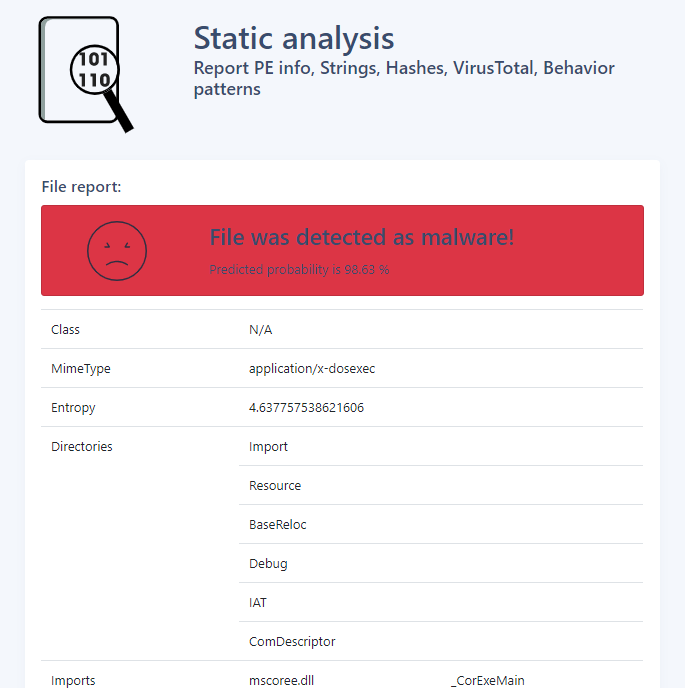 101
110
Static analysis
Report PE info, Strings, Hashes, VirusTotal, Behavior
patterns
File report:
File was detected as malware!
Predicted probability is 98.63 %
Class N/A
MimeType application/x-dosexec
Entropy 4.637757538621606
Directories Import
Resource
BaseReloc
Debug
IAT
ComDescriptor
Imports mscoree.dll _CorExeMain